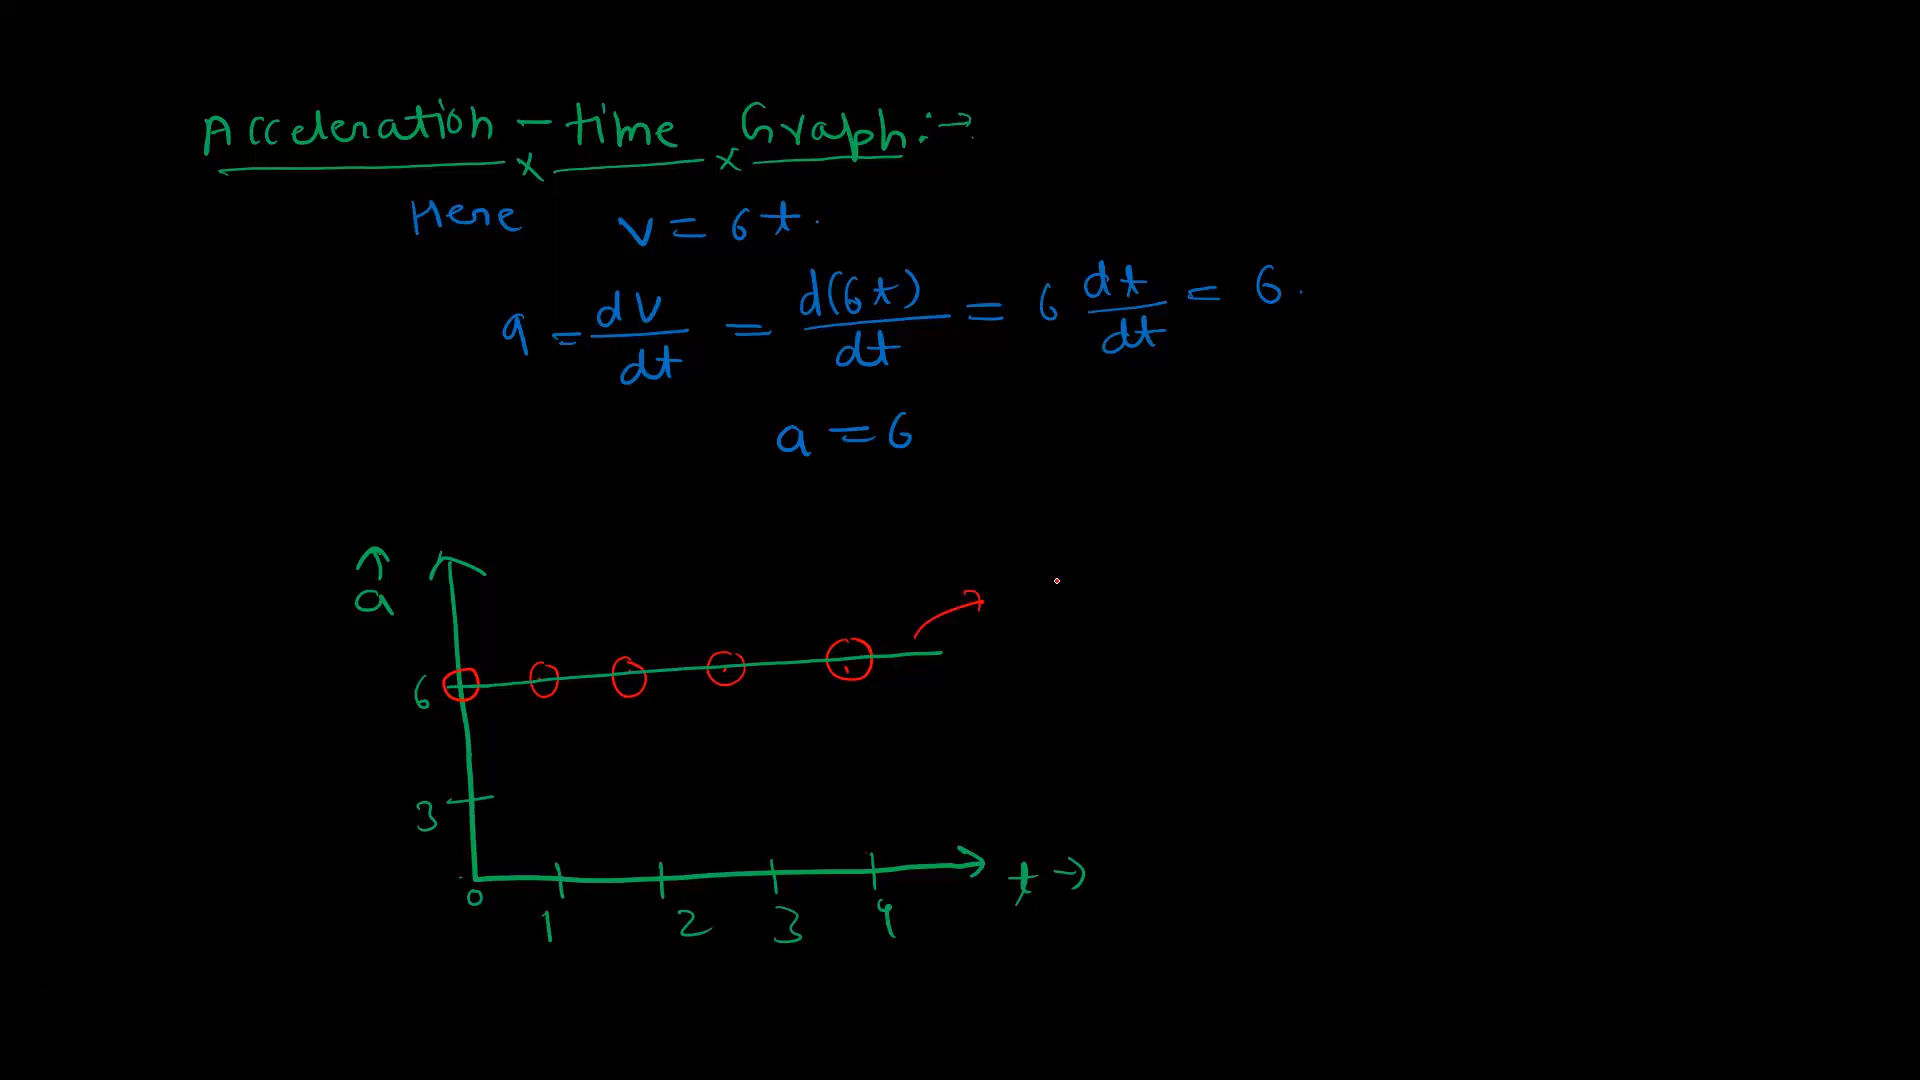 Acceleration - time Graph :→
Here v = 6t.
a = dv/dt = d(6t)/dt = 6 dt/dt = 6.
a = 6
↑
a
6
3
0 1 2 3 4 t →